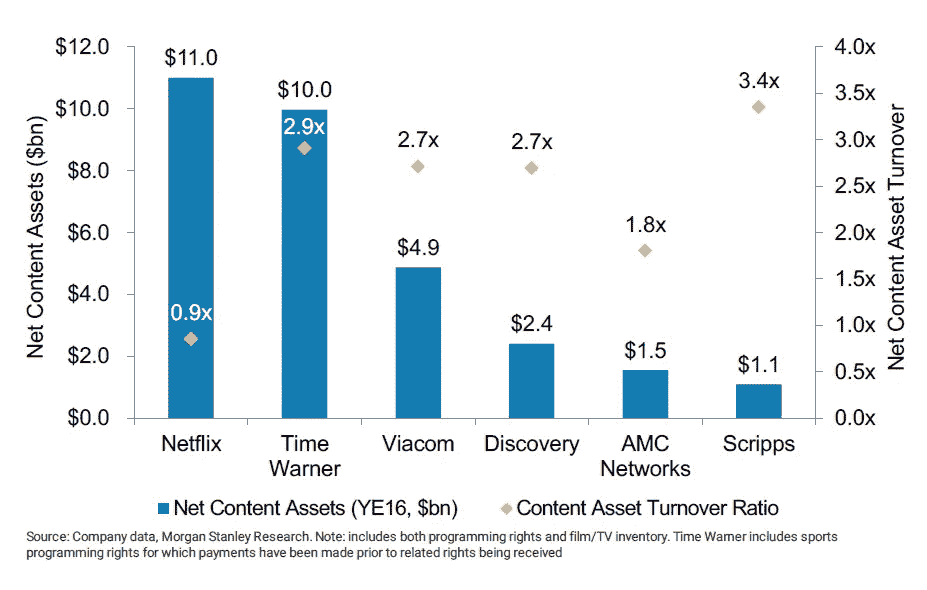 $12.0
$10.0
$8.0
$6.0
$4.0
$2.0
$0.0
Net Content Assets ($bn)
$11.0
0.9x
$10.0
2.9x
2.7x
$4.9
2.7x
$2.4
1.8x
$1.5
3.4x
$1.1
4.0x
3.5x
3.0x
2.5x
2.0x
1.5x
1.0x
0.5x
0.0x
Net Content Asset Turnover
Netflix
Time
Warner
Viacom
Discovery
AMC
Networks
Scripps
Net Content Assets (YE16, $bn)
Content Asset Turnover Ratio
Source: Company data, Morgan Stanley Research. Note: includes both programming rights and film/TV inventory. Time Warner includes sports
programming rights for which payments have been made prior to related rights being received